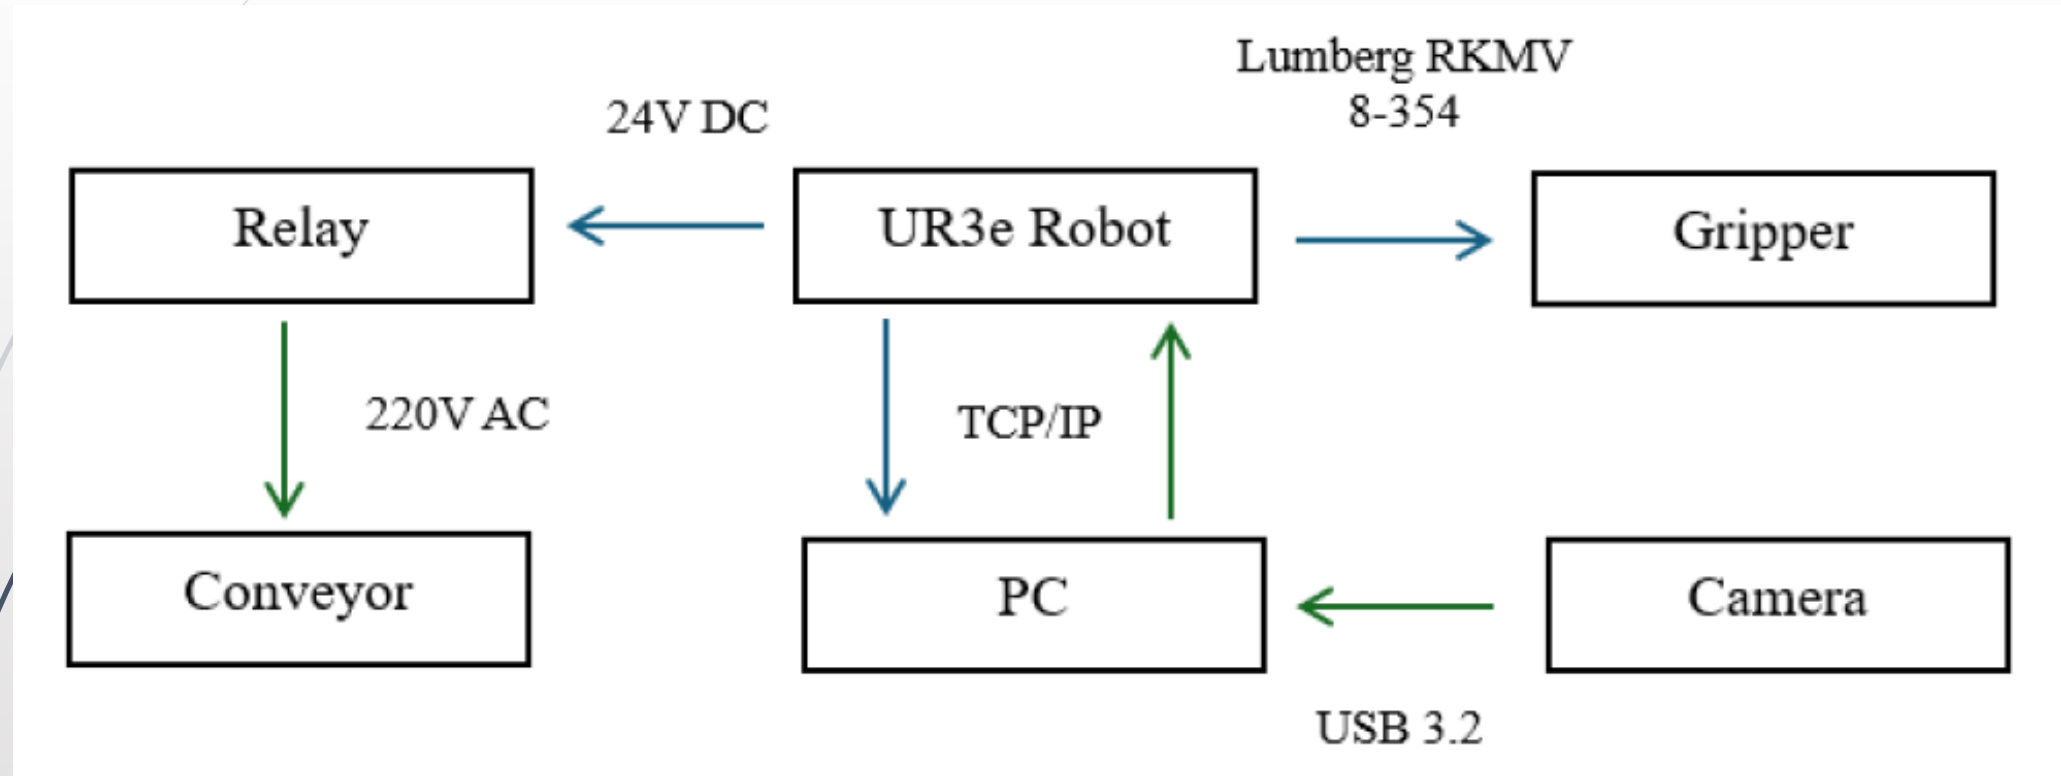 Lumberg RKMV
8-354
24V DC
Relay
UR3e Robot
Gripper
220V AC
TCP/IP
Conveyor
PC
Camera
USB 3.2